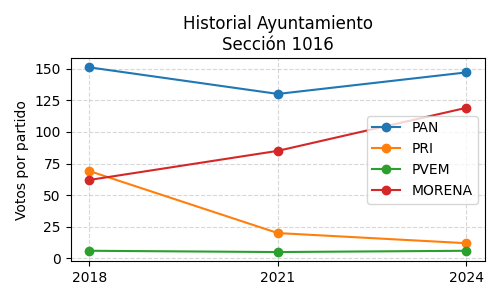 Historial Ayuntamiento
Sección 1016
Votos por partido
150
125
100
75
50
25
0
2018
2021
2024
PAN
PRI
PVEM
MORENA